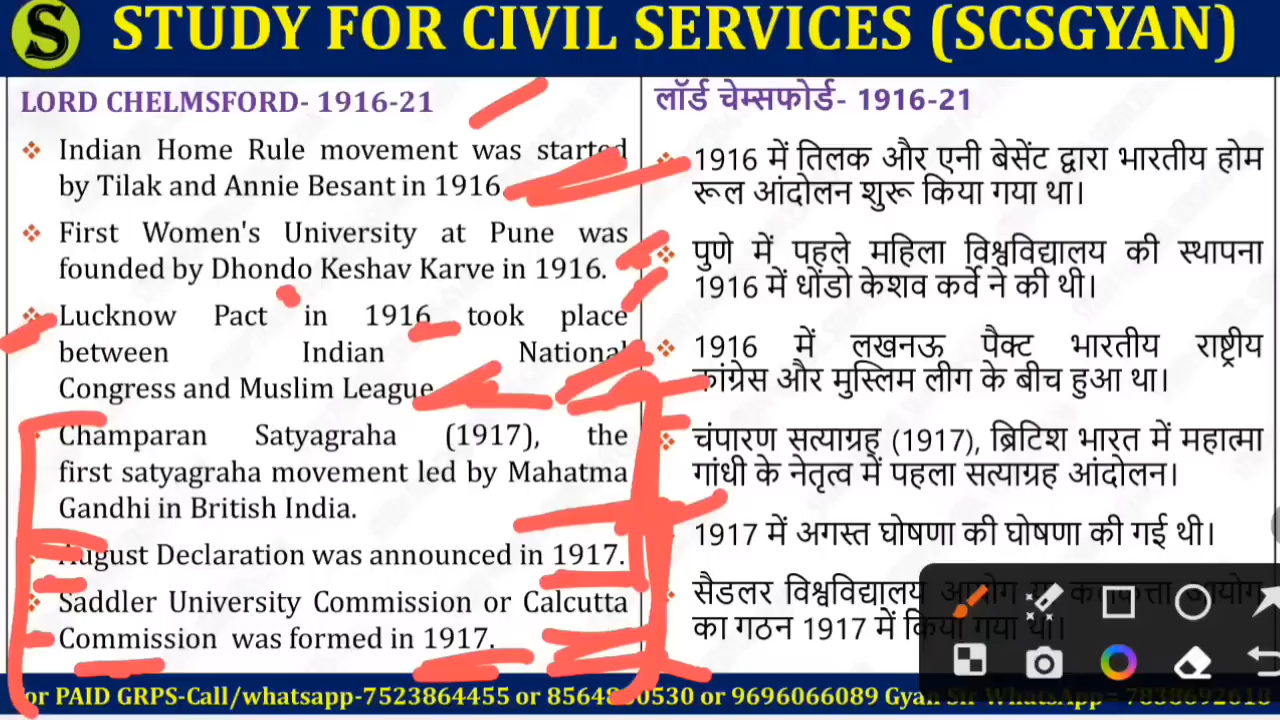 S STUDY FOR CIVIL SERVICES (SCSGYAN)
LORD CHELMSFORD- 1916-21
Indian Home Rule movement was started
by Tilak and Annie Besant in 1916.
First Women's University at Pune was
founded by Dhondo Keshav Karve in 1916.
Lucknow Pact in 1916 took place
between Indian National
Congress and Muslim League
Champaran Satyagraha (1917), the
first satyagraha movement led by Mahatma
Gandhi in British India.
August Declaration was announced in 1917.
Saddler University Commission or Calcutta
Commission was formed in 1917.
लॉर्ड चेम्सफोर्ड- 1916-21
1916 में तिलक और एनी बेसेंट द्वारा भारतीय होम
रूल आंदोलन शुरू किया गया था।
पुणे में पहले महिला विश्वविद्यालय की स्थापना
1916 में धोंडो केशव कर्वे ने की थी।
1916 में लखनऊ पैक्ट भारतीय राष्ट्रीय
कांग्रेस और मुस्लिम लीग के बीच हुआ था।
चंपारण सत्याग्रह (1917), ब्रिटिश भारत में महात्मा
गांधी के नेतृत्व में पहला सत्याग्रह आंदोलन।
1917 में अगस्त घोषणा की घोषणा की गई थी।
सैडलर विश्वविद्यालय आयोग या कलकत्ता आयोग
का गठन 1917 में किया गया था।
For PAID GRPS-Call/whatsapp-7523864455 or or 9696066089 Gyan Sir WhatsApp= 7838692618